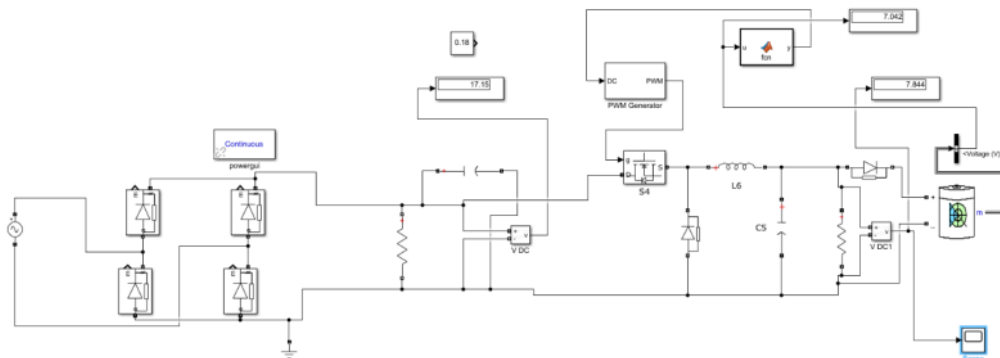 7.042
0.18
u
fcn
y
17.15
DC
PWM
PWM Generator
7.844
Continuous
powergui
<Voltage (V)
g
D
S
S4
L6
C5
m
+
-
v
V DC
+
-
v
V DC1